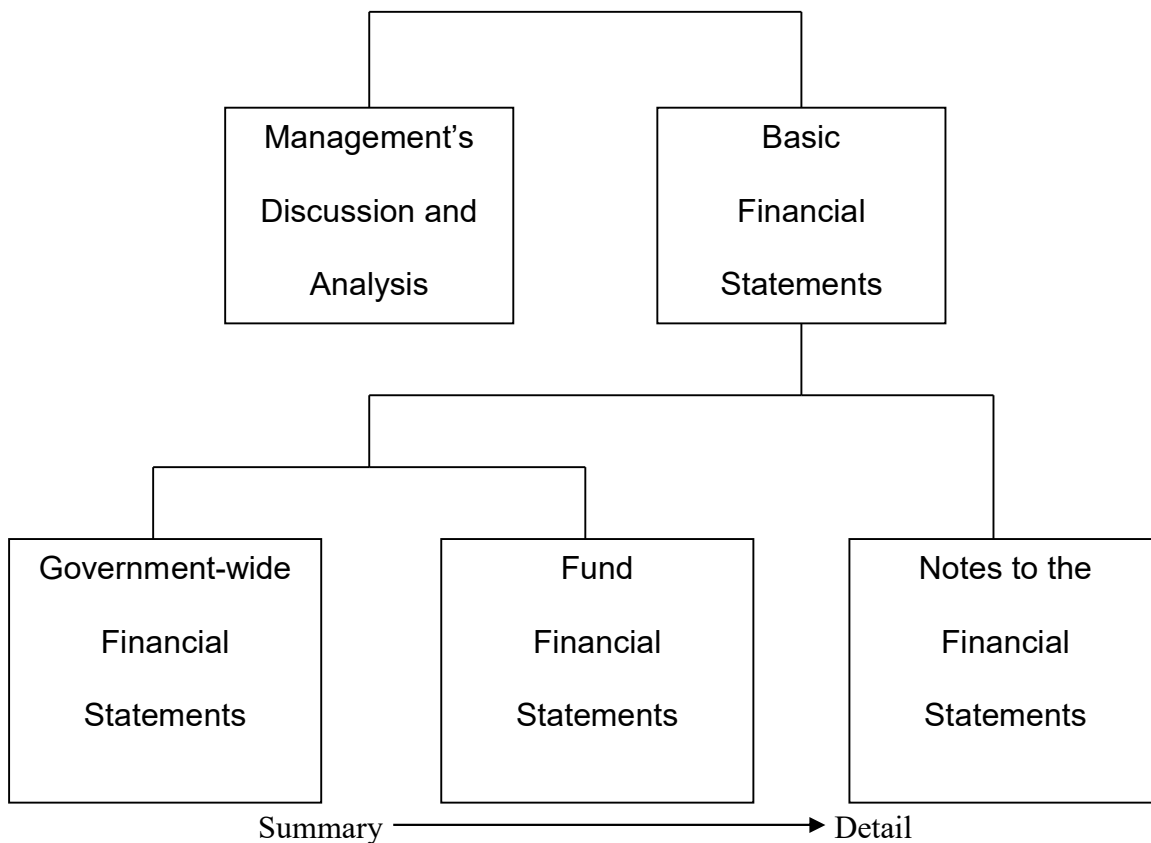 Management’s
Discussion and
Analysis
Basic
Financial
Statements
Government-wide
Financial
Statements
Fund
Financial
Statements
Notes to the
Financial
Statements
Summary
Detail